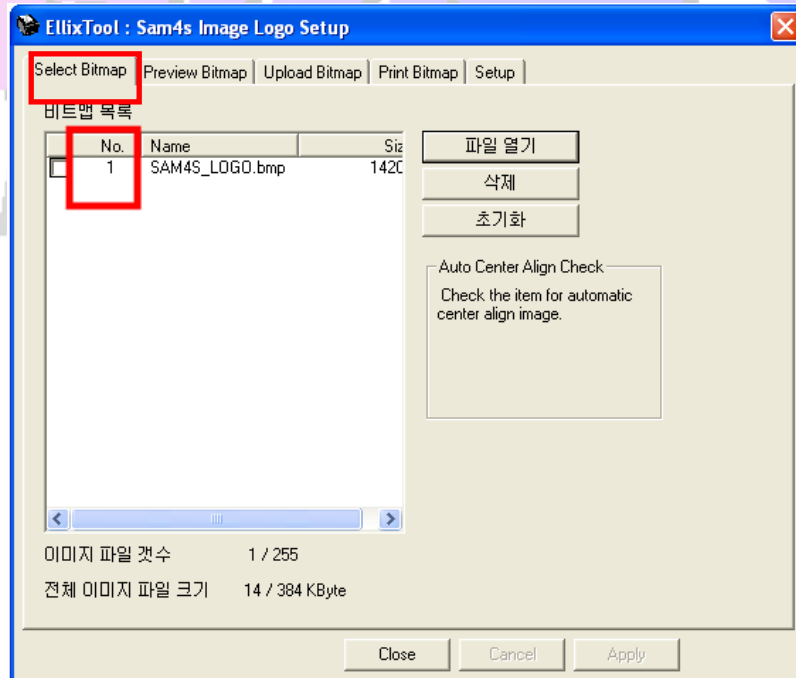 EllixTool : Sam4s Image Logo Setup
Select Bitmap Preview Bitmap Upload Bitmap Print Bitmap Setup
비트맵 목록
No. Name Siz
1 SAM4S_LOGO.bmp 1420
파일 열기
삭제
초기화
Auto Center Align Check
Check the item for automatic
center align image.
이미지 파일 갯수 1 / 255
전체 이미지 파일 크기 14 / 384 KByte
Close Cancel Apply